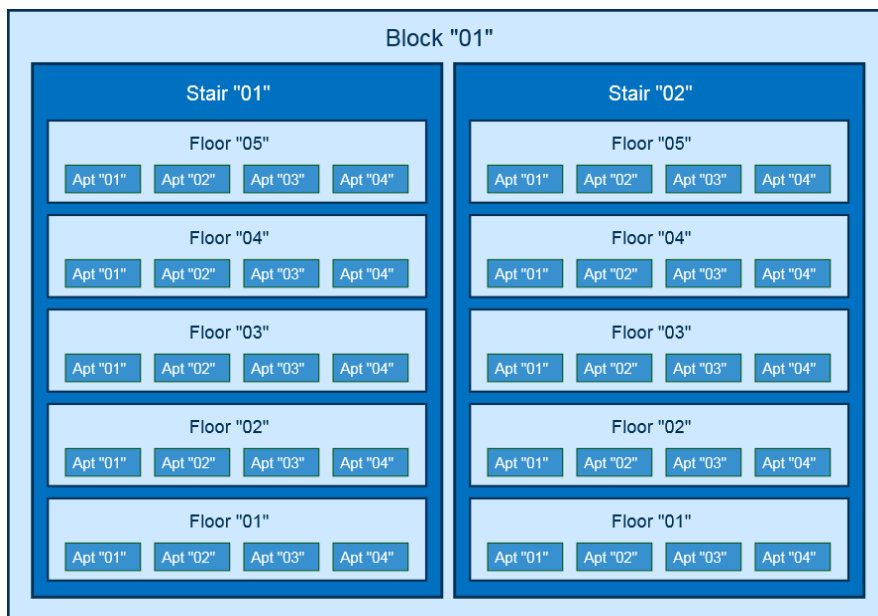 Block "01"
Stair "01"
Floor "05"
Apt "01" Apt "02" Apt "03" Apt "04"
Floor "04"
Apt "01" Apt "02" Apt "03" Apt "04"
Floor "03"
Apt "01" Apt "02" Apt "03" Apt "04"
Floor "02"
Apt "01" Apt "02" Apt "03" Apt "04"
Floor "01"
Apt "01" Apt "02" Apt "03" Apt "04"
Stair "02"
Floor "05"
Apt "01" Apt "02" Apt "03" Apt "04"
Floor "04"
Apt "01" Apt "02" Apt "03" Apt "04"
Floor "03"
Apt "01" Apt "02" Apt "03" Apt "04"
Floor "02"
Apt "01" Apt "02" Apt "03" Apt "04"
Floor "01"
Apt "01" Apt "02" Apt "03" Apt "04"